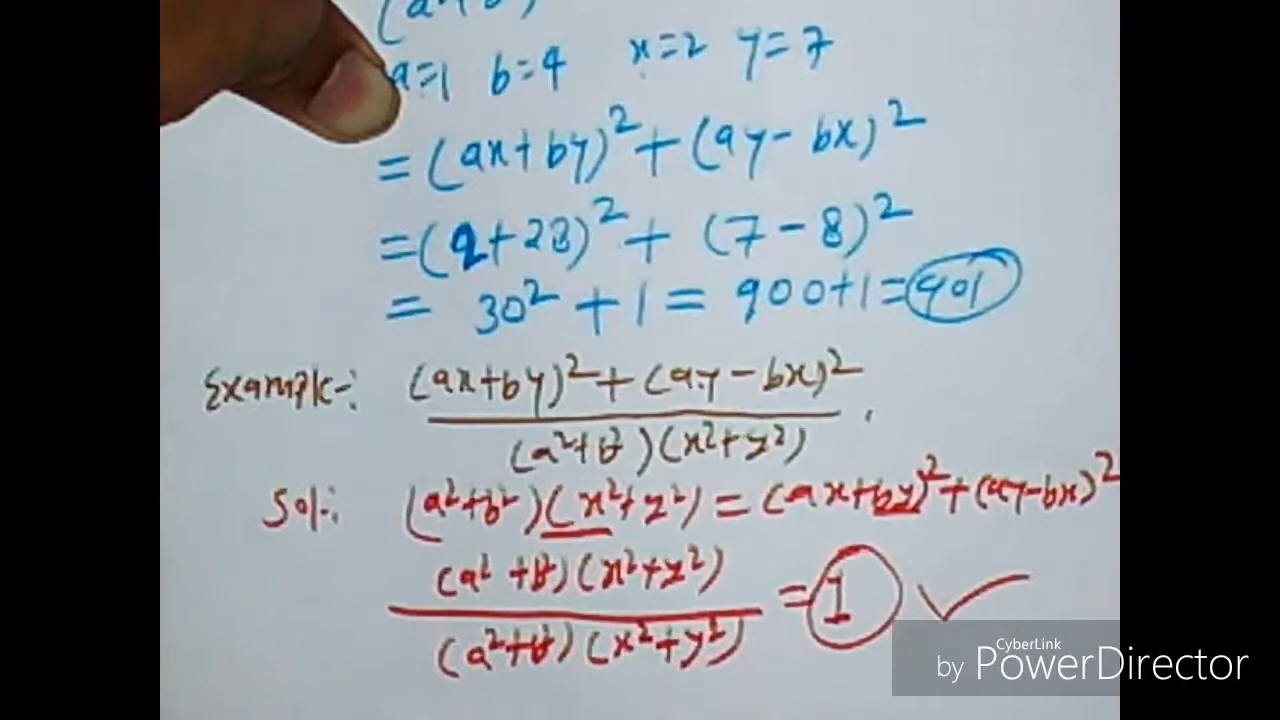 a=1 b=4 x=2 y=7
=(ax+by)²+(ay-bx)²
=(2+28)²+(7-8)²
= 30²+1=900+1=901
Example:- (ax+by)²+(ay-bx)²
(a²+b²)(x²+y²)
Sol:- (a²+b²)(x²+y²)=(ax+by)²+(ay-bx)²
(a²+b²)(x²+y²)
=1
(a²+b²)(x²+y²)
CyberLink
by PowerDirector